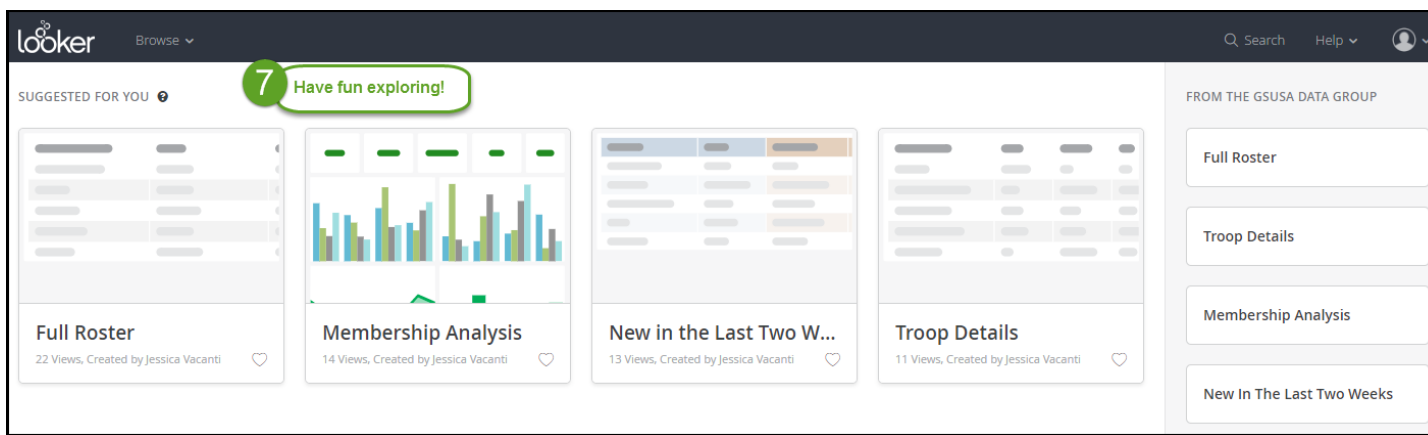 looker
Browse
Search
Help
7
Have fun exploring!
SUGGESTED FOR YOU ?
FROM THE GSUSA DATA GROUP
Full Roster
22 Views, Created by Jessica Vacanti
Membership Analysis
14 Views, Created by Jessica Vacanti
New in the Last Two W...
13 Views, Created by Jessica Vacanti
Troop Details
11 Views, Created by Jessica Vacanti
Full Roster
Troop Details
Membership Analysis
New In The Last Two Weeks